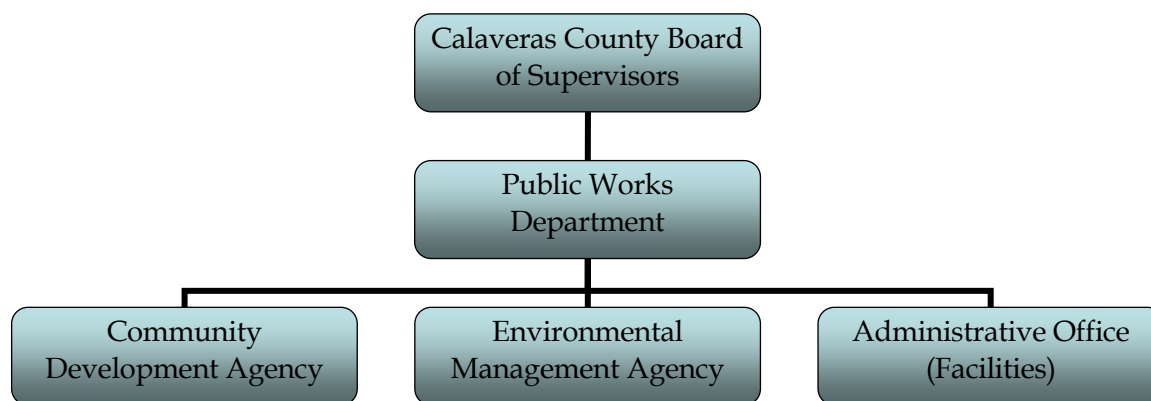 Calaveras County Board
of Supervisors
Public Works
Department
Community
Development Agency
Environmental
Management Agency
Administrative Office
(Facilities)